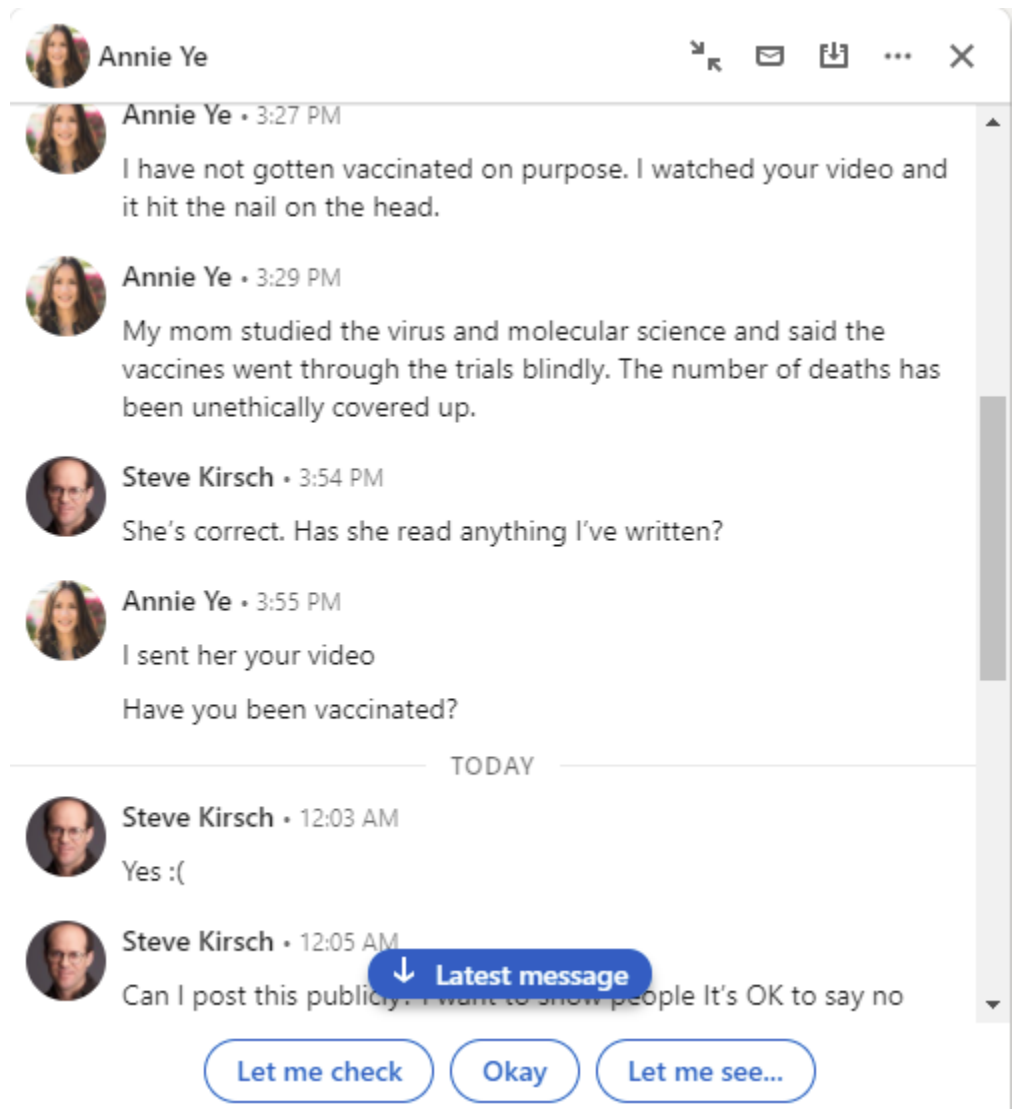 Annie Ye
Annie Ye • 3:27 PM
I have not gotten vaccinated on purpose. I watched your video and
it hit the nail on the head.
Annie Ye • 3:29 PM
My mom studied the virus and molecular science and said the
vaccines went through the trials blindly. The number of deaths has
been unethically covered up.
Steve Kirsch • 3:54 PM
She's correct. Has she read anything I've written?
Annie Ye • 3:55 PM
I sent her your video
Have you been vaccinated?
TODAY
Steve Kirsch • 12:03 AM
Yes :(
Steve Kirsch • 12:05 AM
↓ Latest message
Can I post this publicly? I want to show people It's OK to say no
Let me check Okay Let me see...